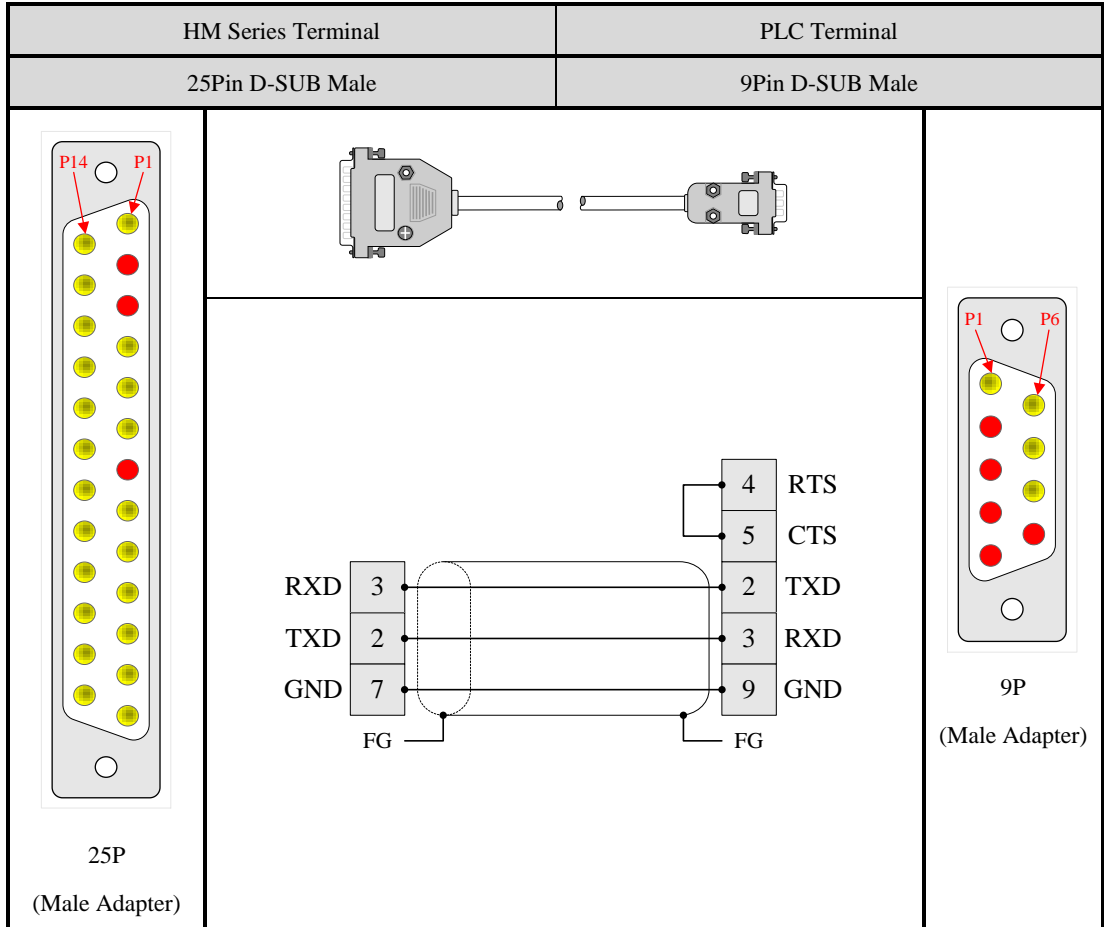 HM Series Terminal
PLC Terminal
25Pin D-SUB Male
9Pin D-SUB Male
P14
P1
P1
P6
4 RTS
5 CTS
RXD 3
2 TXD
TXD 2
3 RXD
GND 7
9 GND
FG
FG
25P
(Male Adapter)
9P
(Male Adapter)